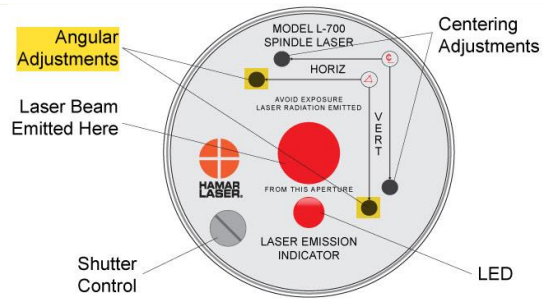 MODEL L-700
SPINDLE LASER
Angular
Adjustments
Centering
Adjustments
HORIZ
VERT
AVOID EXPOSURE
LASER RADIATION EMITTED
Laser Beam
Emitted Here
HAMAR
LASER®
FROM THIS APERTURE
LASER EMISSION
INDICATOR
Shutter
Control
LED